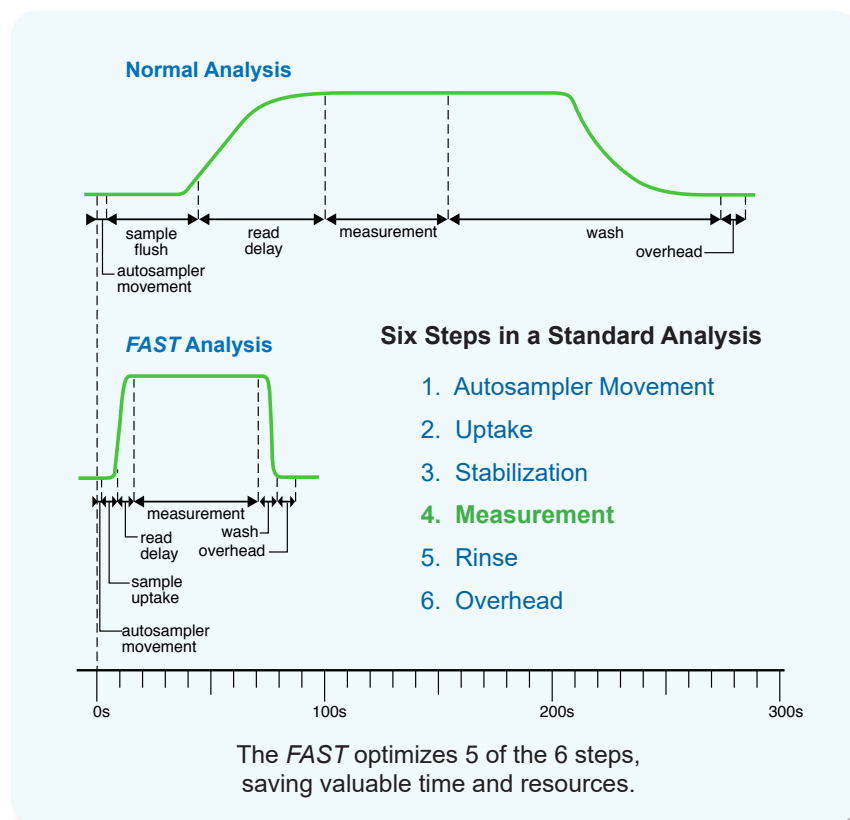 Normal Analysis
sample
flush
read
delay
measurement
wash
overhead
autosampler
movement
FAST Analysis
measurement
read
delay
wash
overhead
sample
uptake
autosampler
movement
Six Steps in a Standard Analysis
1. Autosampler Movement
2. Uptake
3. Stabilization
4. Measurement
5. Rinse
6. Overhead
0s
100s
200s
300s
The FAST optimizes 5 of the 6 steps,
saving valuable time and resources.